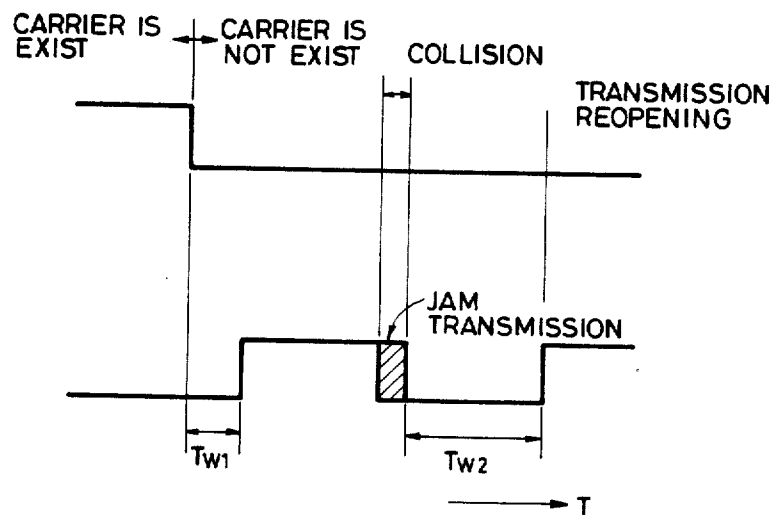 CARRIER IS
EXIST
CARRIER IS
NOT EXIST
COLLISION
TRANSMISSION
REOPENING
JAM
TRANSMISSION
TW1
TW2
T